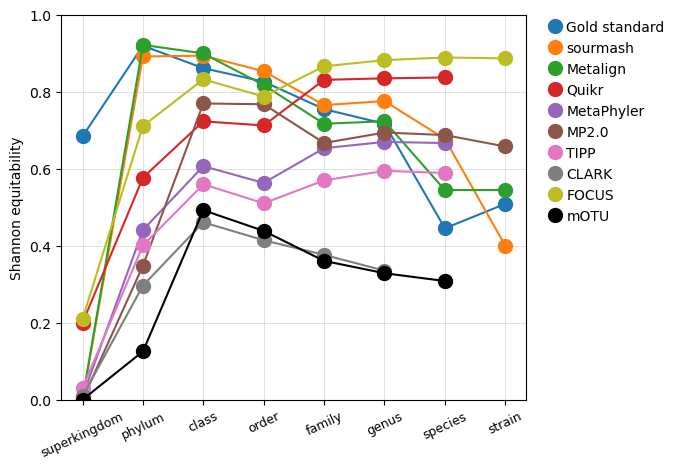 Shannon equitability
1.0
0.8
0.6
0.4
0.2
0.0
superkingdom
phylum
class
order
family
genus
species
strain
Gold standard
sourmash
Metalign
Quikr
MetaPhyler
MP2.0
TIPP
CLARK
FOCUS
mOTU